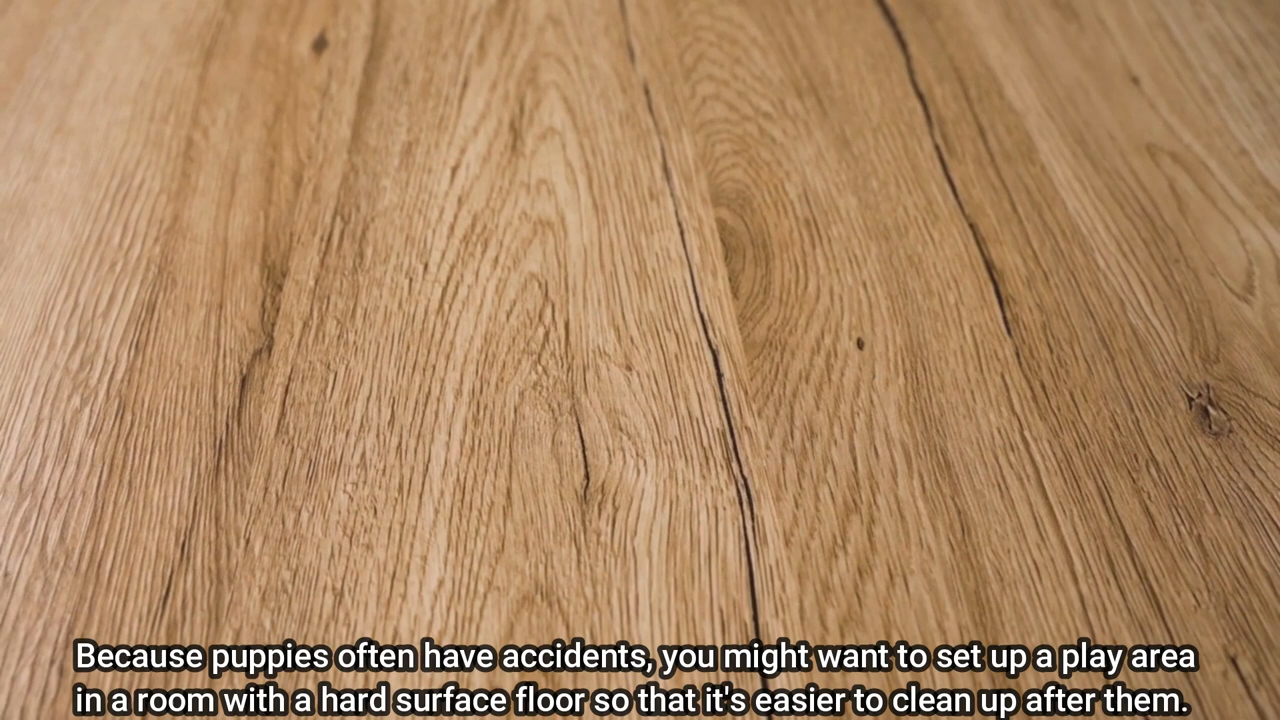 Because puppies often have accidents, you might want to set up a play area
in a room with a hard surface floor so that it's easier to clean up after them.